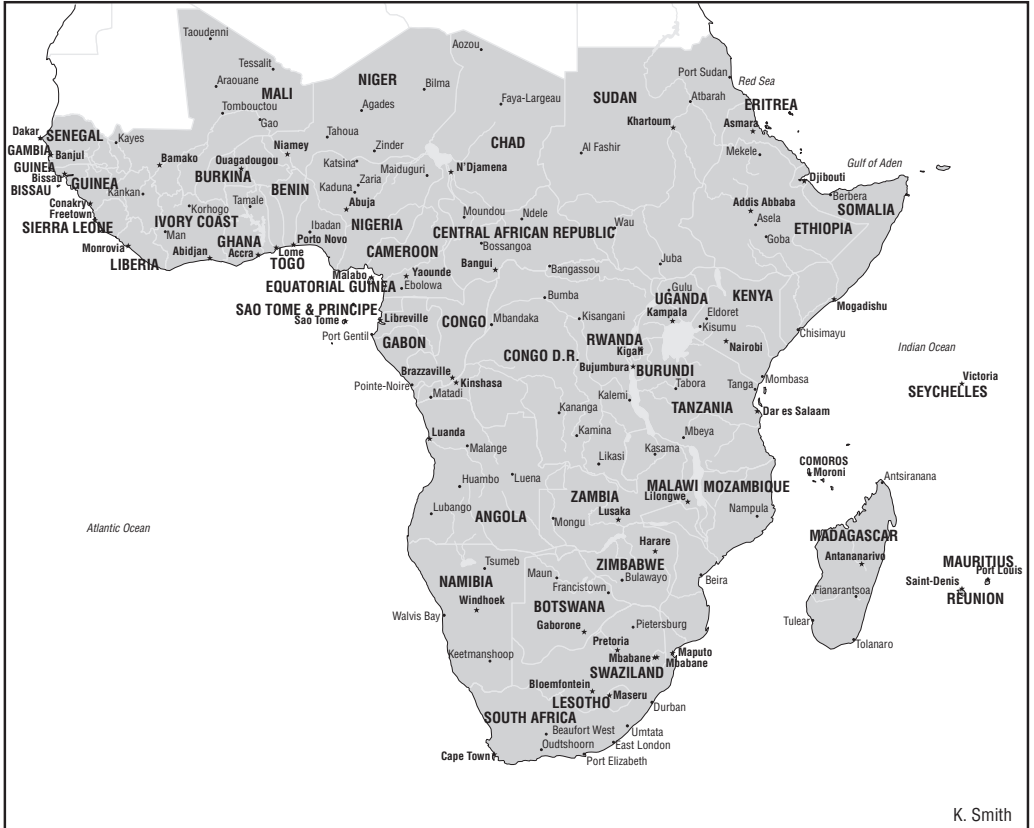 Taoudenni
Aozou
Tessalit
Port Sudan
Red Sea
Araouane
NIGER
Bilma
MALI
Faya-Largeau
SUDAN
Atbarah
ERITREA
Tombouctou
Agades
Gao
Khartoum
Asmara
Dakar
SENEGAL
Kayes
Tahoua
CHAD
GAMBIA
Banjul
Bamako
Ouagadougou
Niamey
Zinder
Al Fashir
Mekele
Gulf of Aden
GUINEA
BISSAU
Bissau
GUINEA
BURKINA
Katsina
Maiduguri
N'Djamena
Djibouti
Kankan
BENIN
Zaria
Kaduna
Berbera
Conakry
Freetown
Korhogo
Tamale
Abuja
Moundou
Ndele
Addis Abbaba
SOMALIA
SIERRA LEONE
IVORY COAST
Man
Ibadan
NIGERIA
CENTRAL AFRICAN REPUBLIC
Wau
Asela
ETHIOPIA
Goba
Monrovia
Abidjan
GHANA
Accra
Porto Novo
Lome
CAMEROON
Bossangoa
LIBERIA
TOGO
Malabo
Yaounde
Bangui
Bangassou
Juba
EQUATORIAL GUINEA
Ebolowa
Gulu
UGANDA
KENYA
SAO TOME & PRINCIPE
Bumba
Mogadishu
Sao Tome
Libreville
CONGO
Mbandaka
Kisangani
Kampala
Eldoret
Kisumu
Chisimayu
Port Gentil
GABON
RWANDA
Kigali
Nairobi
Indian Ocean
CONGO D.R.
Brazzaville
Kinshasa
Bujumbura
BURUNDI
Victoria
SEYCHELLES
Pointe-Noire
Matadi
Kalemi
Tabora
Tanga
Mombasa
Kananga
TANZANIA
Dar es Salaam
Luanda
Malange
Kamina
Mbeya
Likasi
Kasama
COMOROS
Moroni
Huambo
Luena
ZAMBIA
MALAWI
MOZAMBIQUE
Antsiranana
Lubango
ANGOLA
Mongu
Lusaka
Lilongwe
Nampula
Atlantic Ocean
MADAGASCAR
Harare
Antananarivo
MAURITIUS
Port Louis
Tsumeb
Maun
ZIMBABWE
Saint-Denis
REUNION
NAMIBIA
Francistown
Bulawayo
Beira
Fianarantsoa
Windhoek
BOTSWANA
Walvis Bay
Gaborone
Pietersburg
Tulear
Pretoria
Tolanaro
Keetmanshoop
Mbabane
Maputo
Mbabane
SWAZILAND
Bloemfontein
Maseru
LESOTHO
Durban
SOUTH AFRICA
Beaufort West
Umtata
Oudtshoorn
East London
Cape Town
Port Elizabeth
K. Smith